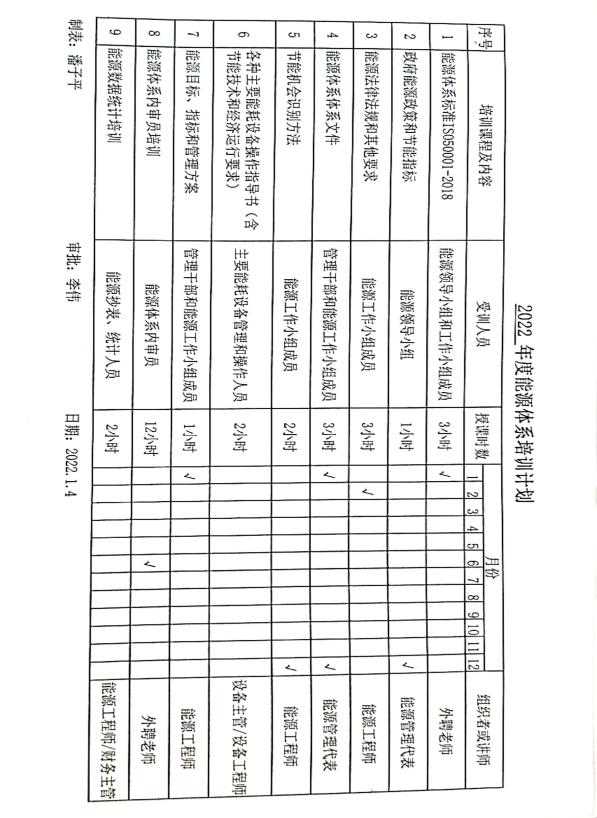 2022 年度能源体系培训计划
序号 培训课程及内容 受训人员 授课时数 月份 组织者或讲师
1 2 3 4 5 6 7 8 9 10 11 12
1 能源体系标准ISO50001-2018 能源领导小组和工作小组成员 3小时 √ 外聘老师
2 政府能源政策和节能指标 能源领导小组 1小时 √ 能源管理代表
3 能源法律法规和其他要求 能源工作小组成员 3小时 √ 能源工程师
4 能源体系体系文件 管理干部和能源工作小组成员 3小时 √ √ 能源管理代表
5 节能机会识别方法 能源工作小组成员 2小时 √ 能源工程师
6 各种主要能耗设备操作指导书（含
节能技术和经济运行要求） 主要能耗设备管理和操作人员 2小时 设备主管/设备工程师
7 能源目标、指标和管理方案 管理干部和能源工作小组成员 1小时 √ 能源工程师
8 能源体系内审员培训 能源体系内审员 12小时 √ 外聘老师
9 能源数据统计培训 能源抄表、统计人员 2小时 能源工程师/财务主管
制表：潘子平 审批：李伟 日期：2022.1.4